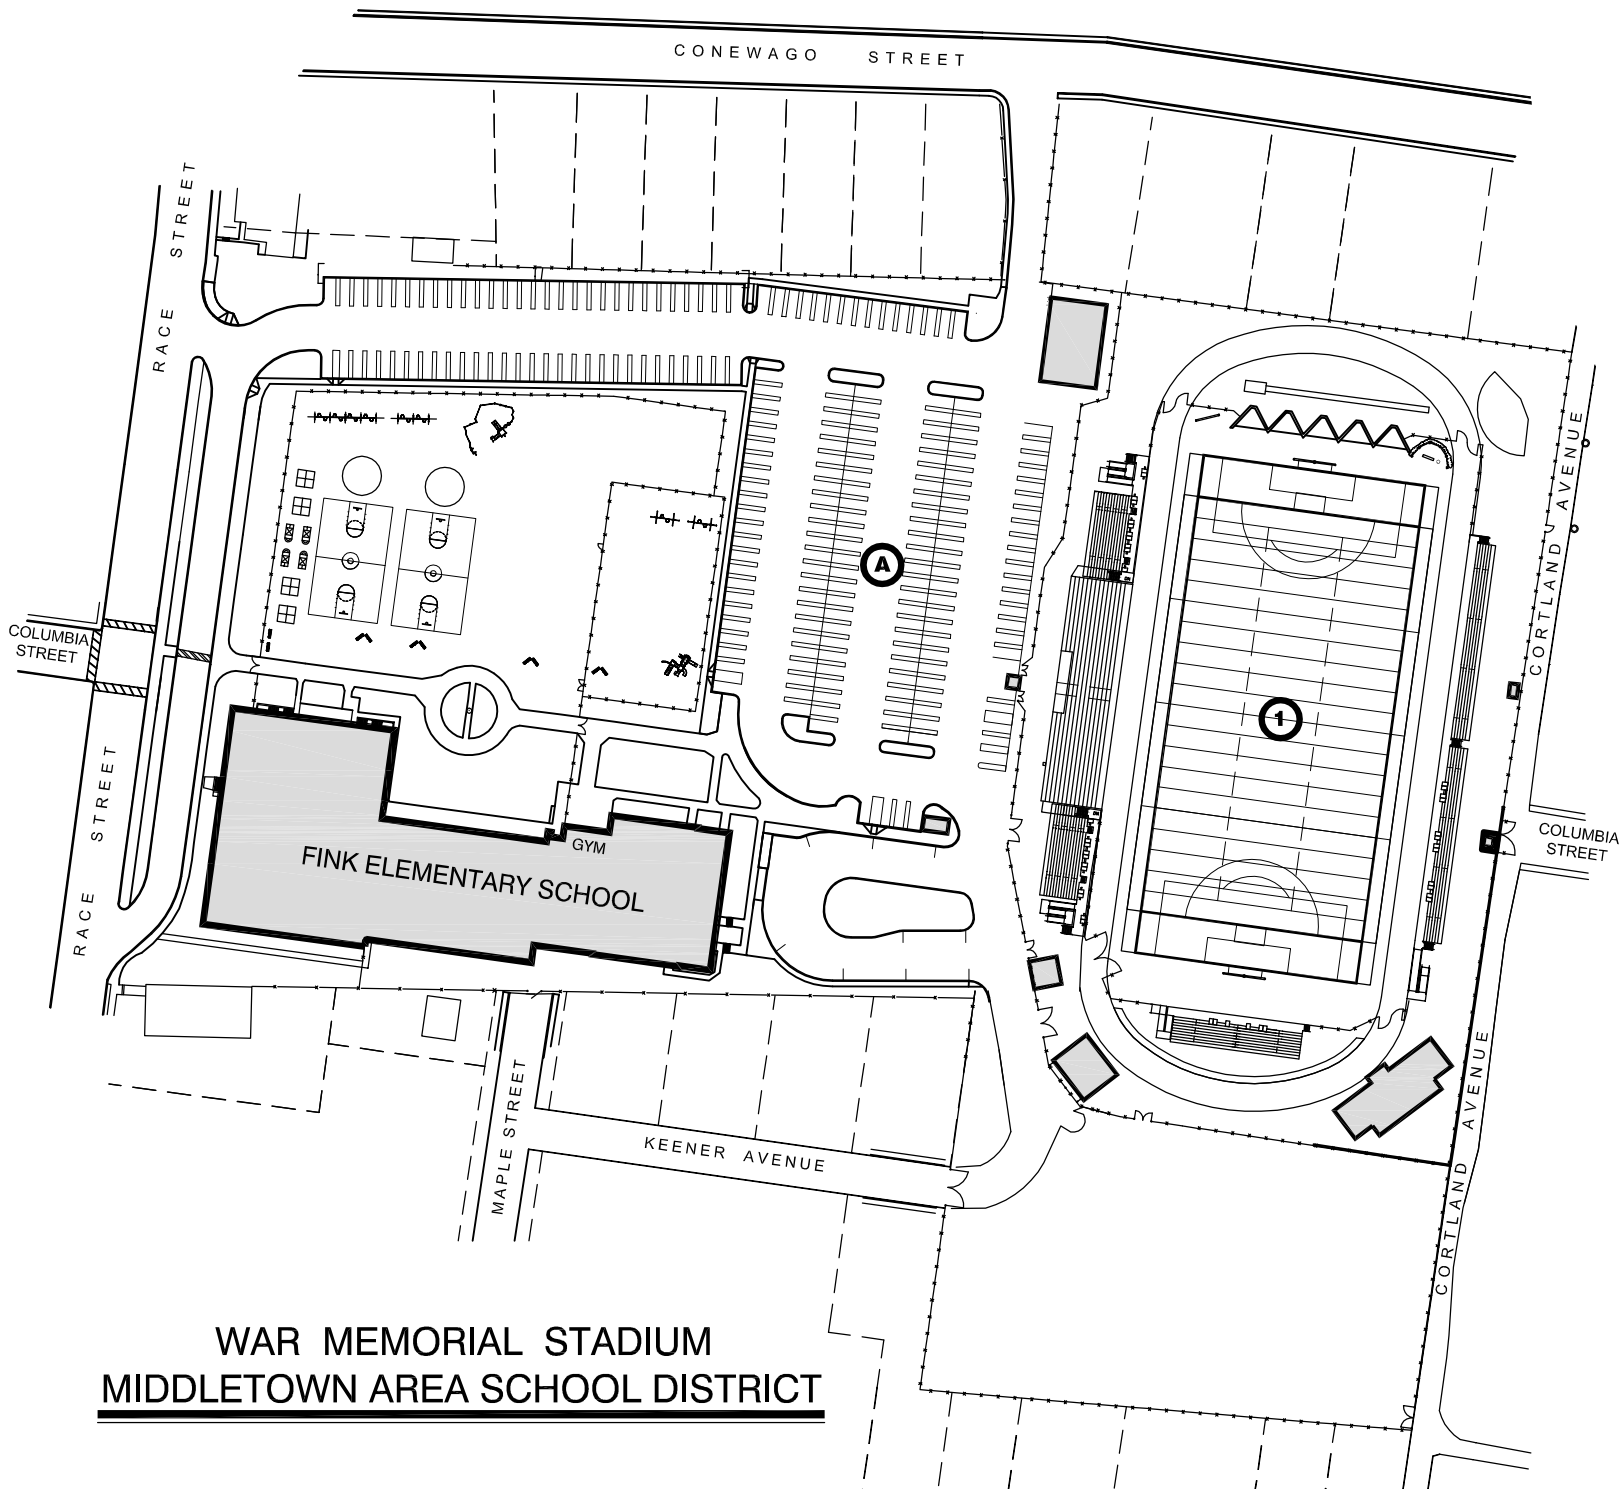 CONEWAGO STREET
RACE STREET
CORTLAND AVENUE
A
COLUMBIA
STREET
1
RACE STREET
COLUMBIA
STREET
GYM
FINK ELEMENTARY SCHOOL
MAPLE STREET
KEENER AVENUE
CORTLAND AVENUE
WAR MEMORIAL STADIUM
MIDDLETOWN AREA SCHOOL DISTRICT